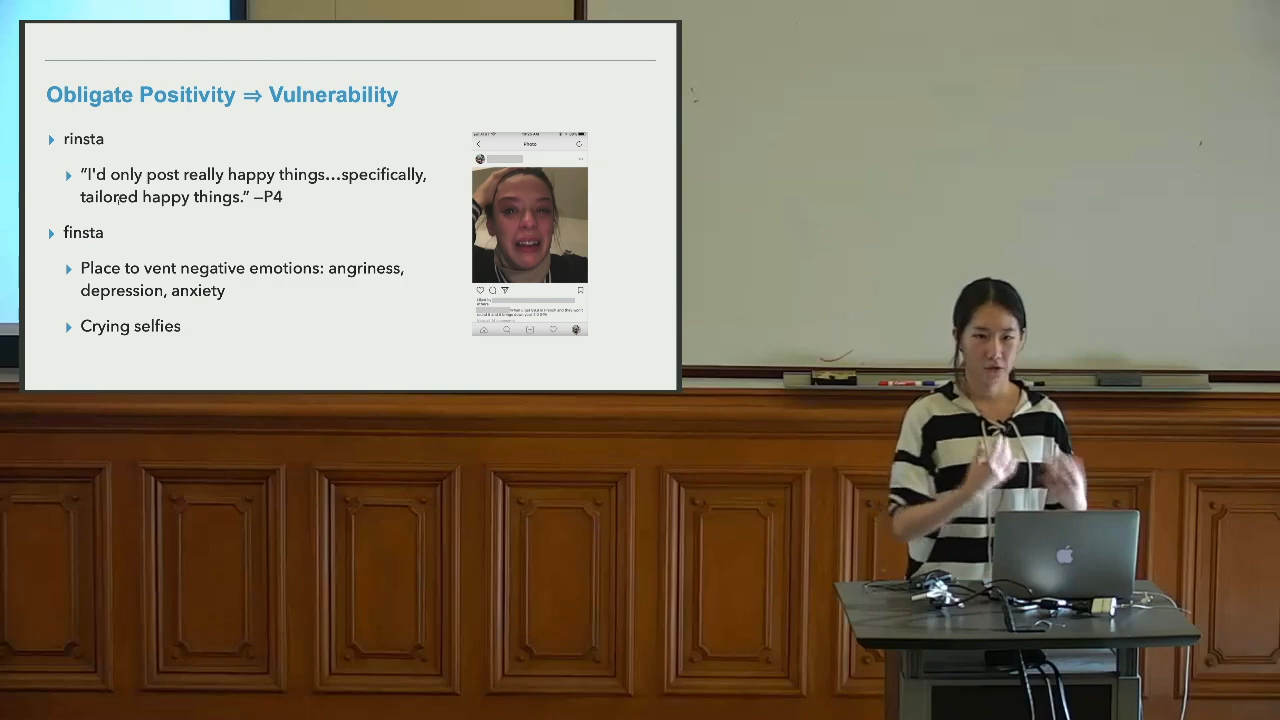 Obligate Positivity ⇒ Vulnerability
rinsta
"I'd only post really happy things...specifically,
tailored happy things." –P4
finsta
Place to vent negative emotions: angriness,
depression, anxiety
Crying selfies
Photo